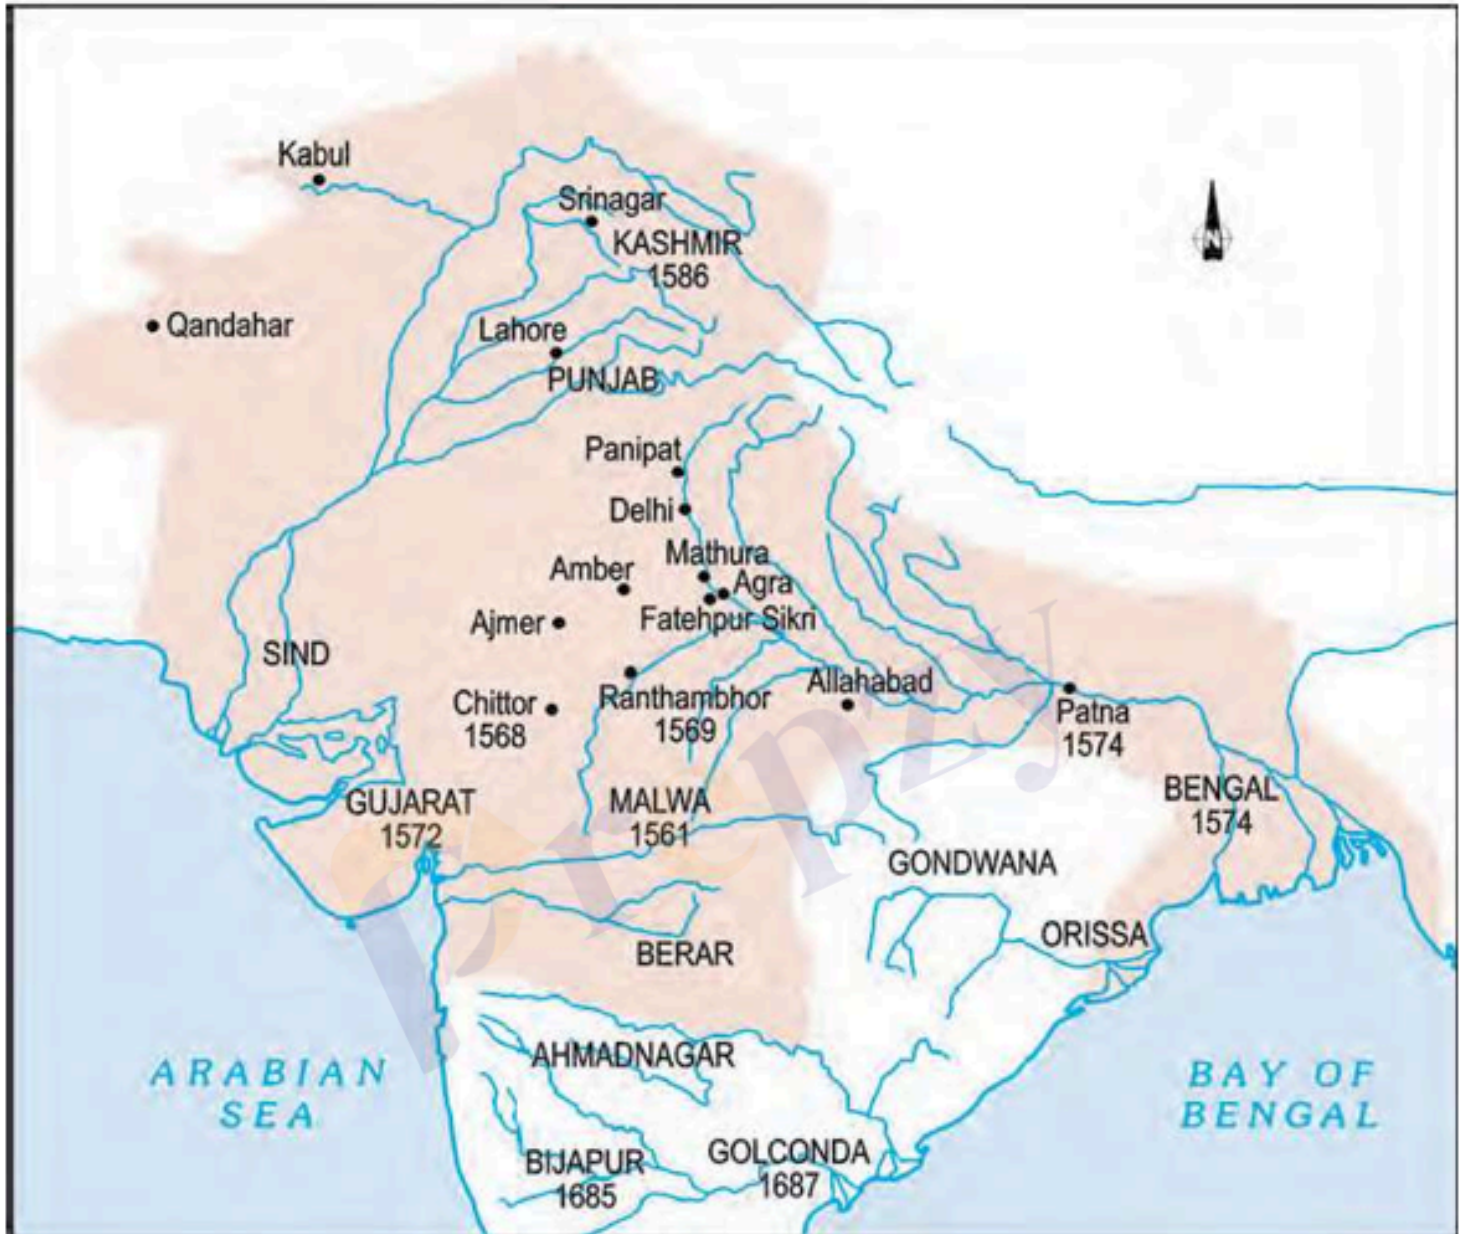 Kabul
Srinagar
KASHMIR
1586
Qandahar
Lahore
PUNJAB
Panipat
Delhi
Mathura
Amber
Agra
Fatehpur Sikri
Ajmer
SIND
Ranthambhor
1569
Allahabad
Chittor
1568
Patna
1574
GUJARAT
1572
MALWA
1561
BENGAL
1574
GONDWANA
ORISSA
BERAR
AHMADNAGAR
ARABIAN
SEA
BAY OF
BENGAL
BIJAPUR
1685
GOLCONDA
1687
N
prepzy